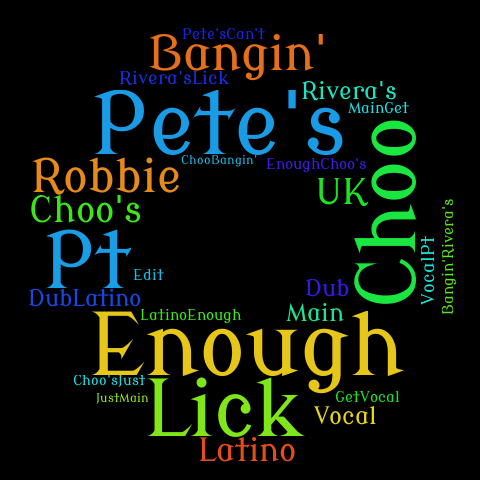 Pete'sCan't
Bangin'
Rivera'sLick
Rivera's
MainGet
Pete's
Choo
ChooBangin'
EnoughChoo's
Robbie
UK
Choo's
Bangin'Rivera's
Pt
VocalPt
Edit
DubLatino
Dub
Main
LatinoEnough
Enough
Choo'sJust
JustMain
Lick
GetVocal
Vocal
Latino